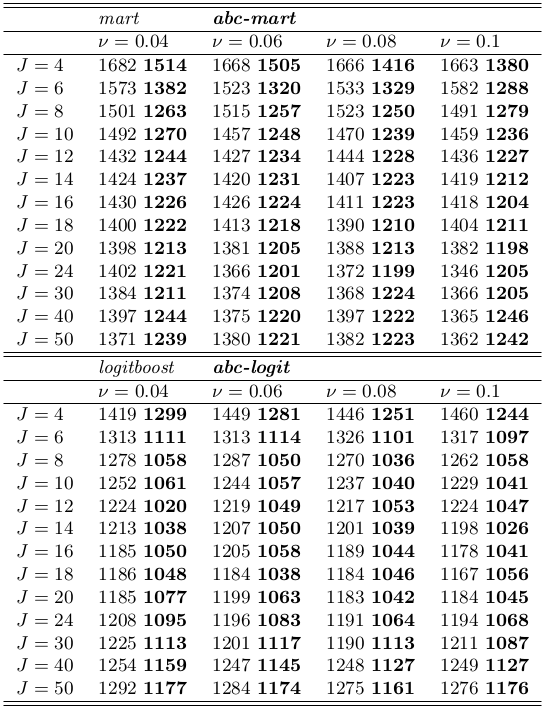 mart abc-mart
ν = 0.04 ν = 0.06 ν = 0.08 ν = 0.1
J = 4 1682 1514 1668 1505 1666 1416 1663 1380
J = 6 1573 1382 1523 1320 1533 1329 1582 1288
J = 8 1501 1263 1515 1257 1523 1250 1491 1279
J = 10 1492 1270 1457 1248 1470 1239 1459 1236
J = 12 1432 1244 1427 1234 1444 1228 1436 1227
J = 14 1424 1237 1420 1231 1407 1223 1419 1212
J = 16 1430 1226 1426 1224 1411 1223 1418 1204
J = 18 1400 1222 1413 1218 1390 1210 1404 1211
J = 20 1398 1213 1381 1205 1388 1213 1382 1198
J = 24 1402 1221 1366 1201 1372 1199 1346 1205
J = 30 1384 1211 1374 1208 1368 1224 1366 1205
J = 40 1397 1244 1375 1220 1397 1222 1365 1246
J = 50 1371 1239 1380 1221 1382 1223 1362 1242
logitboost abc-logit
ν = 0.04 ν = 0.06 ν = 0.08 ν = 0.1
J = 4 1419 1299 1449 1281 1446 1251 1460 1244
J = 6 1313 1111 1313 1114 1326 1101 1317 1097
J = 8 1278 1058 1287 1050 1270 1036 1262 1058
J = 10 1252 1061 1244 1057 1237 1040 1229 1041
J = 12 1224 1020 1219 1049 1217 1053 1224 1047
J = 14 1213 1038 1207 1050 1201 1039 1198 1026
J = 16 1185 1050 1205 1058 1189 1044 1178 1041
J = 18 1186 1048 1184 1038 1184 1046 1167 1056
J = 20 1185 1077 1199 1063 1183 1042 1184 1045
J = 24 1208 1095 1196 1083 1191 1064 1194 1068
J = 30 1225 1113 1201 1117 1190 1113 1211 1087
J = 40 1254 1159 1247 1145 1248 1127 1249 1127
J = 50 1292 1177 1284 1174 1275 1161 1276 1176